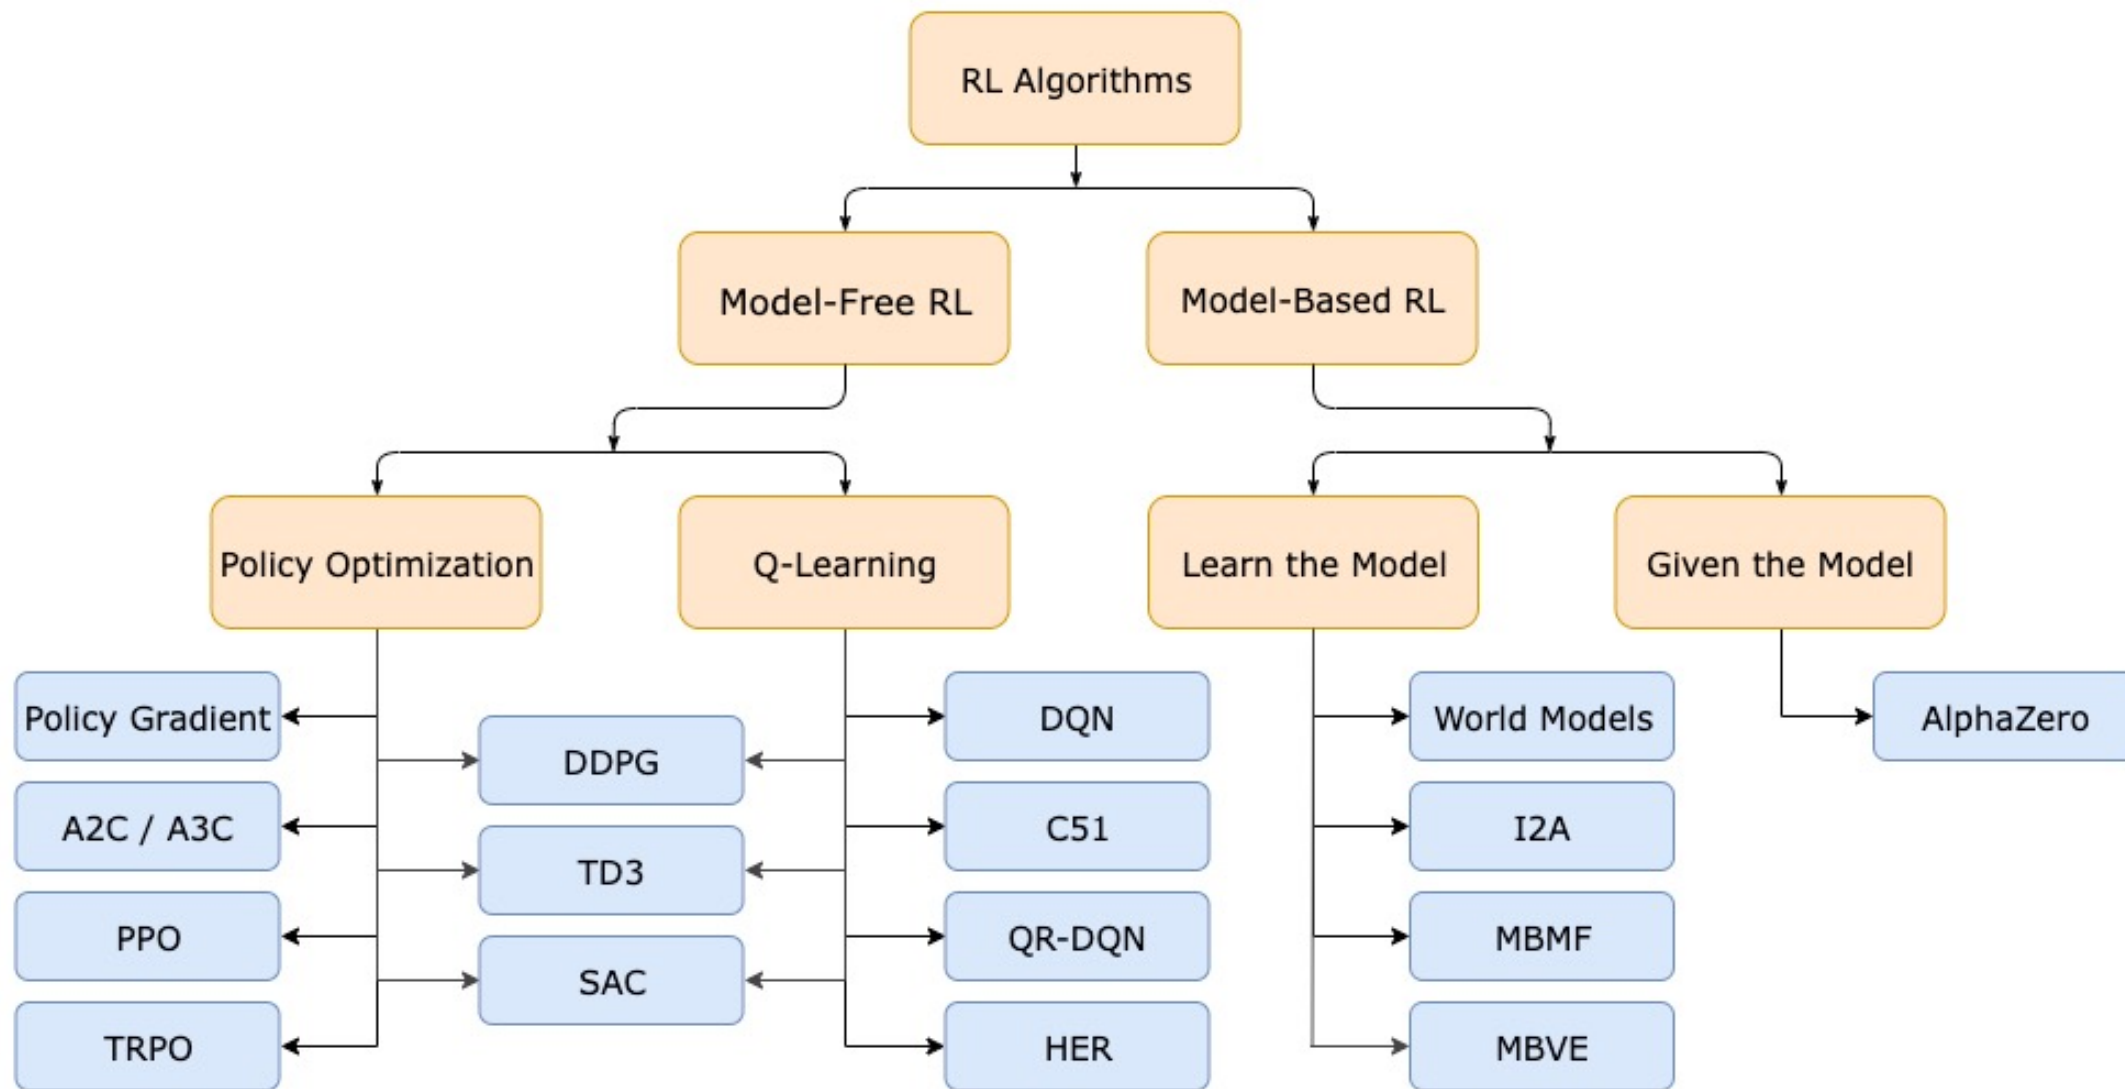 RL Algorithms
Model-Free RL
Model-Based RL
Policy Optimization
Q-Learning
Learn the Model
Given the Model
Policy Gradient
DDPG
DQN
World Models
AlphaZero
A2C / A3C
TD3
C51
I2A
PPO
SAC
QR-DQN
MBMF
TRPO
HER
MBVE